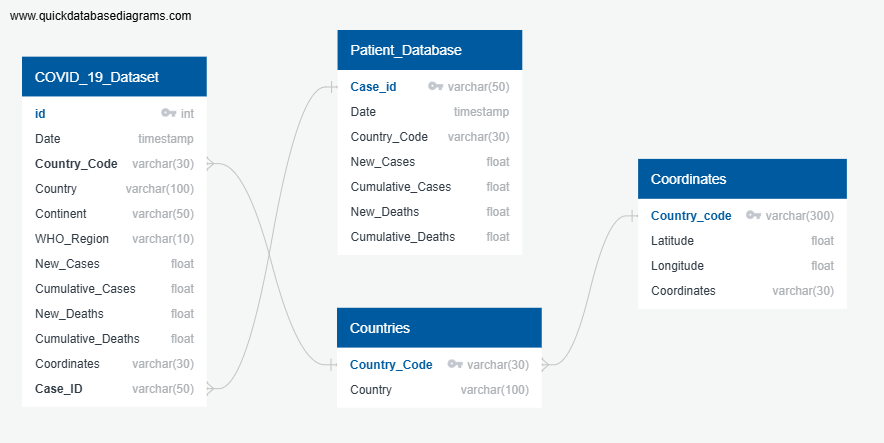 www.quickdatabasediagrams.com
COVID_19_Dataset
id int
Date timestamp
Country_Code varchar(30)
Country varchar(100)
Continent varchar(50)
WHO_Region varchar(10)
New_Cases float
Cumulative_Cases float
New_Deaths float
Cumulative_Deaths float
Coordinates varchar(30)
Case_ID varchar(50)
Patient_Database
Case_id varchar(50)
Date timestamp
Country_Code varchar(30)
New_Cases float
Cumulative_Cases float
New_Deaths float
Cumulative_Deaths float
Countries
Country_Code varchar(30)
Country varchar(100)
Coordinates
Country_code varchar(300)
Latitude float
Longitude float
Coordinates varchar(30)